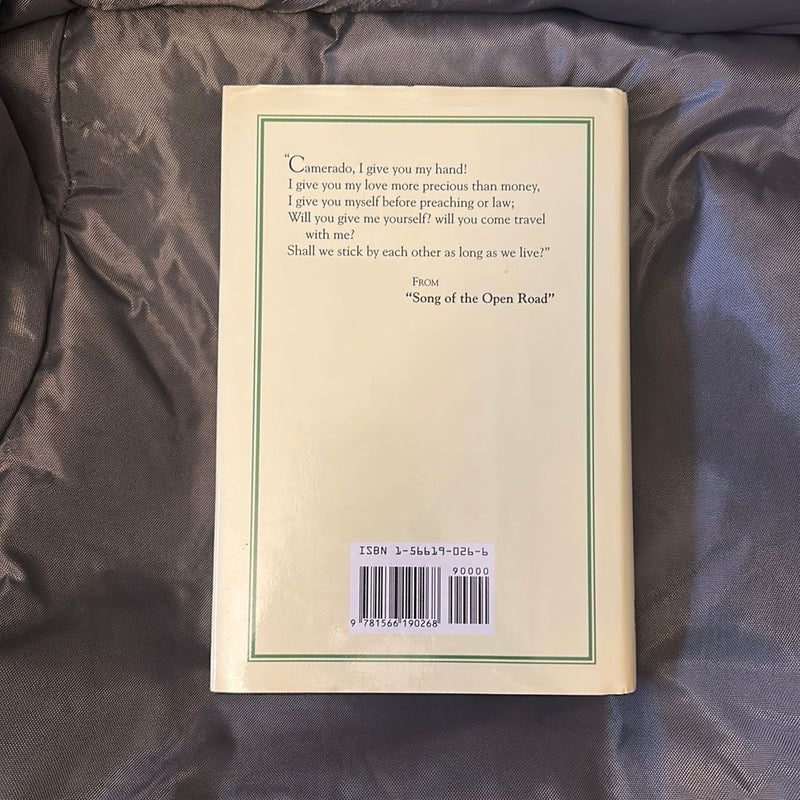 “Camerado, I give you my hand!
I give you my love more precious than money,
I give you myself before preaching or law;
Will you give me yourself? will you come travel
with me?
Shall we stick by each other as long as we live?”
From
“Song of the Open Road”
ISBN 1-56619-026-6
90000
9 781566 190268